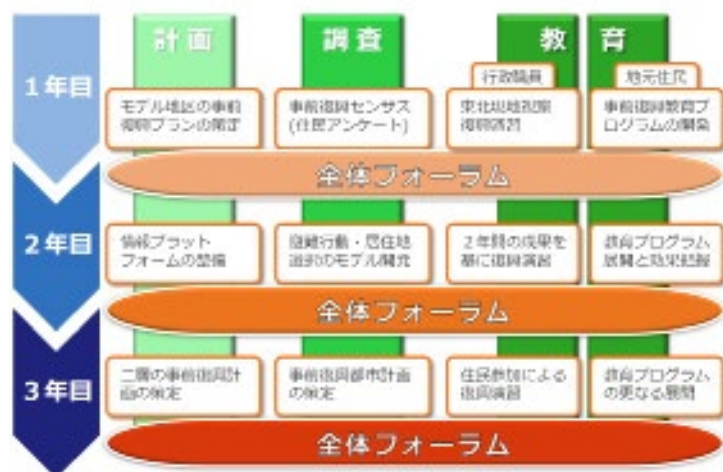 計画
調査
教育
行政職員
地元住民
1年目
モデル地区の事前
復興プランの策定
事前復興センサス
(住民アンケート)
東北現地視察
復興演習
事前復興教育プ
ログラムの開発
全体フォーラム
2年目
情報プラット
フォームの整備
避難行動・居住地
選択のモデル開発
2年間の成果を
基に復興演習
教育プログラム
展開と効果把握
全体フォーラム
3年目
二層の事前復興計
画の策定
事前復興都市計画
の策定
住民参加による
復興演習
教育プログラム
の更なる展開
全体フォーラム